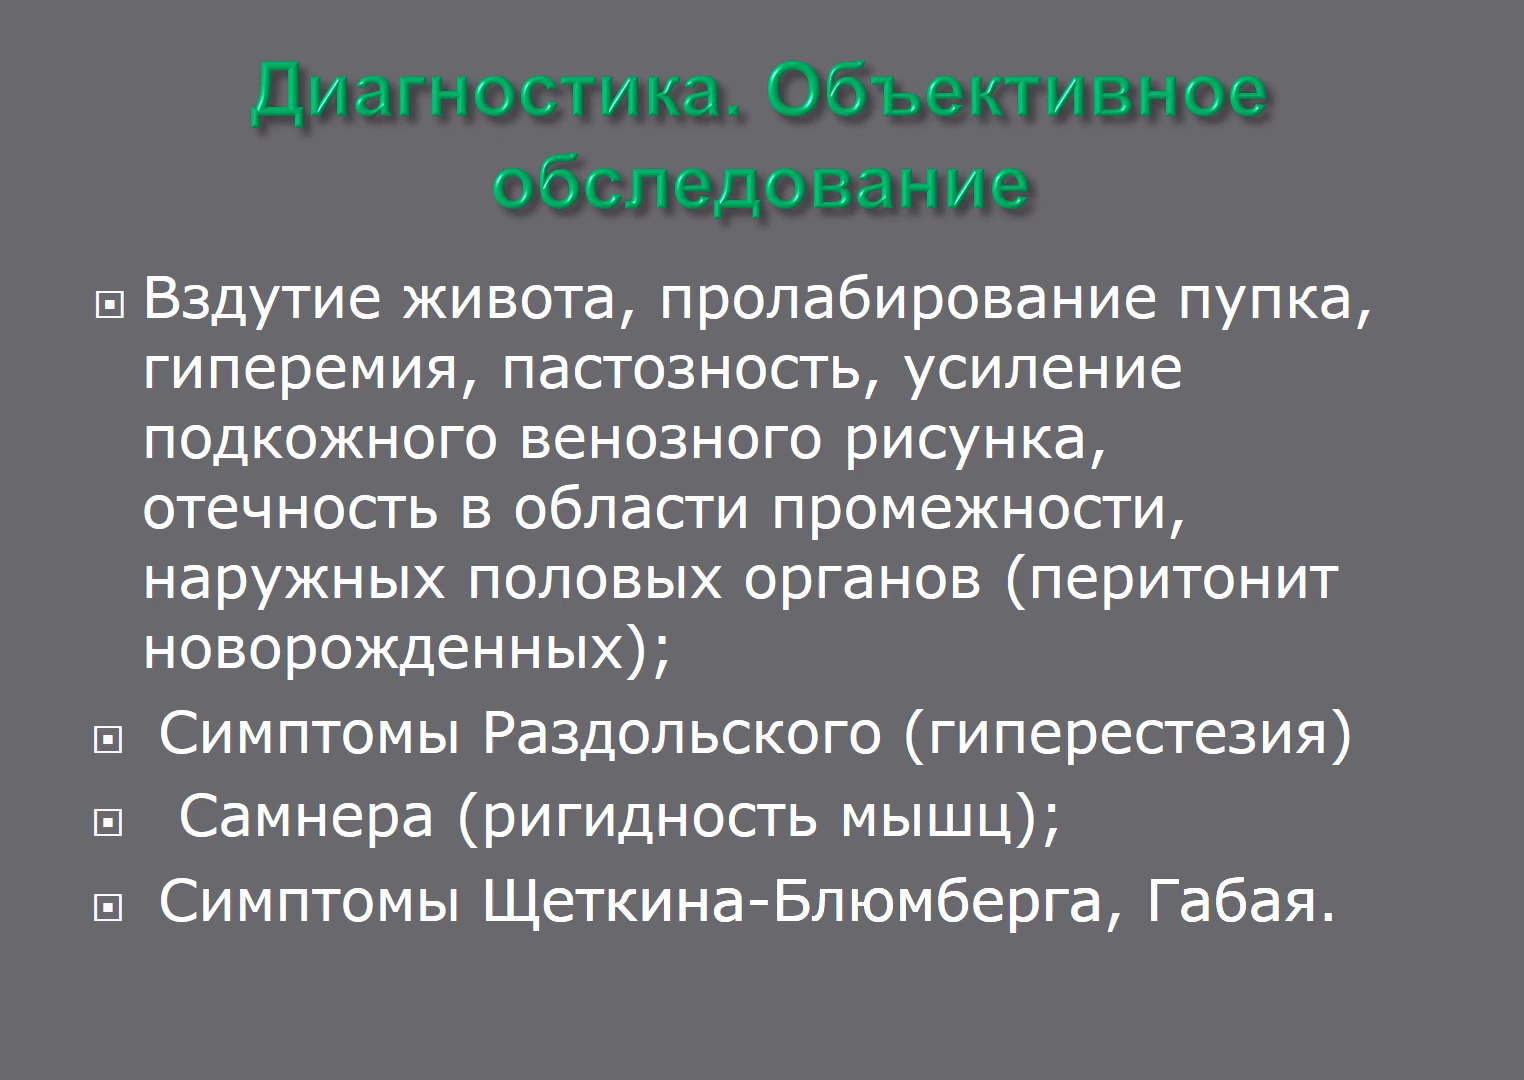 Диагностика. Объективное
обследование
Вздутие живота, пролабирование пупка,
гиперемия, пастозность, усиление
подкожного венозного рисунка,
отечность в области промежности,
наружных половых органов (перитонит
новорожденных);
Симптомы Раздольского (гиперестезия)
Самнера (ригидность мышц);
Симптомы Щеткина-Блюмберга, Габая.